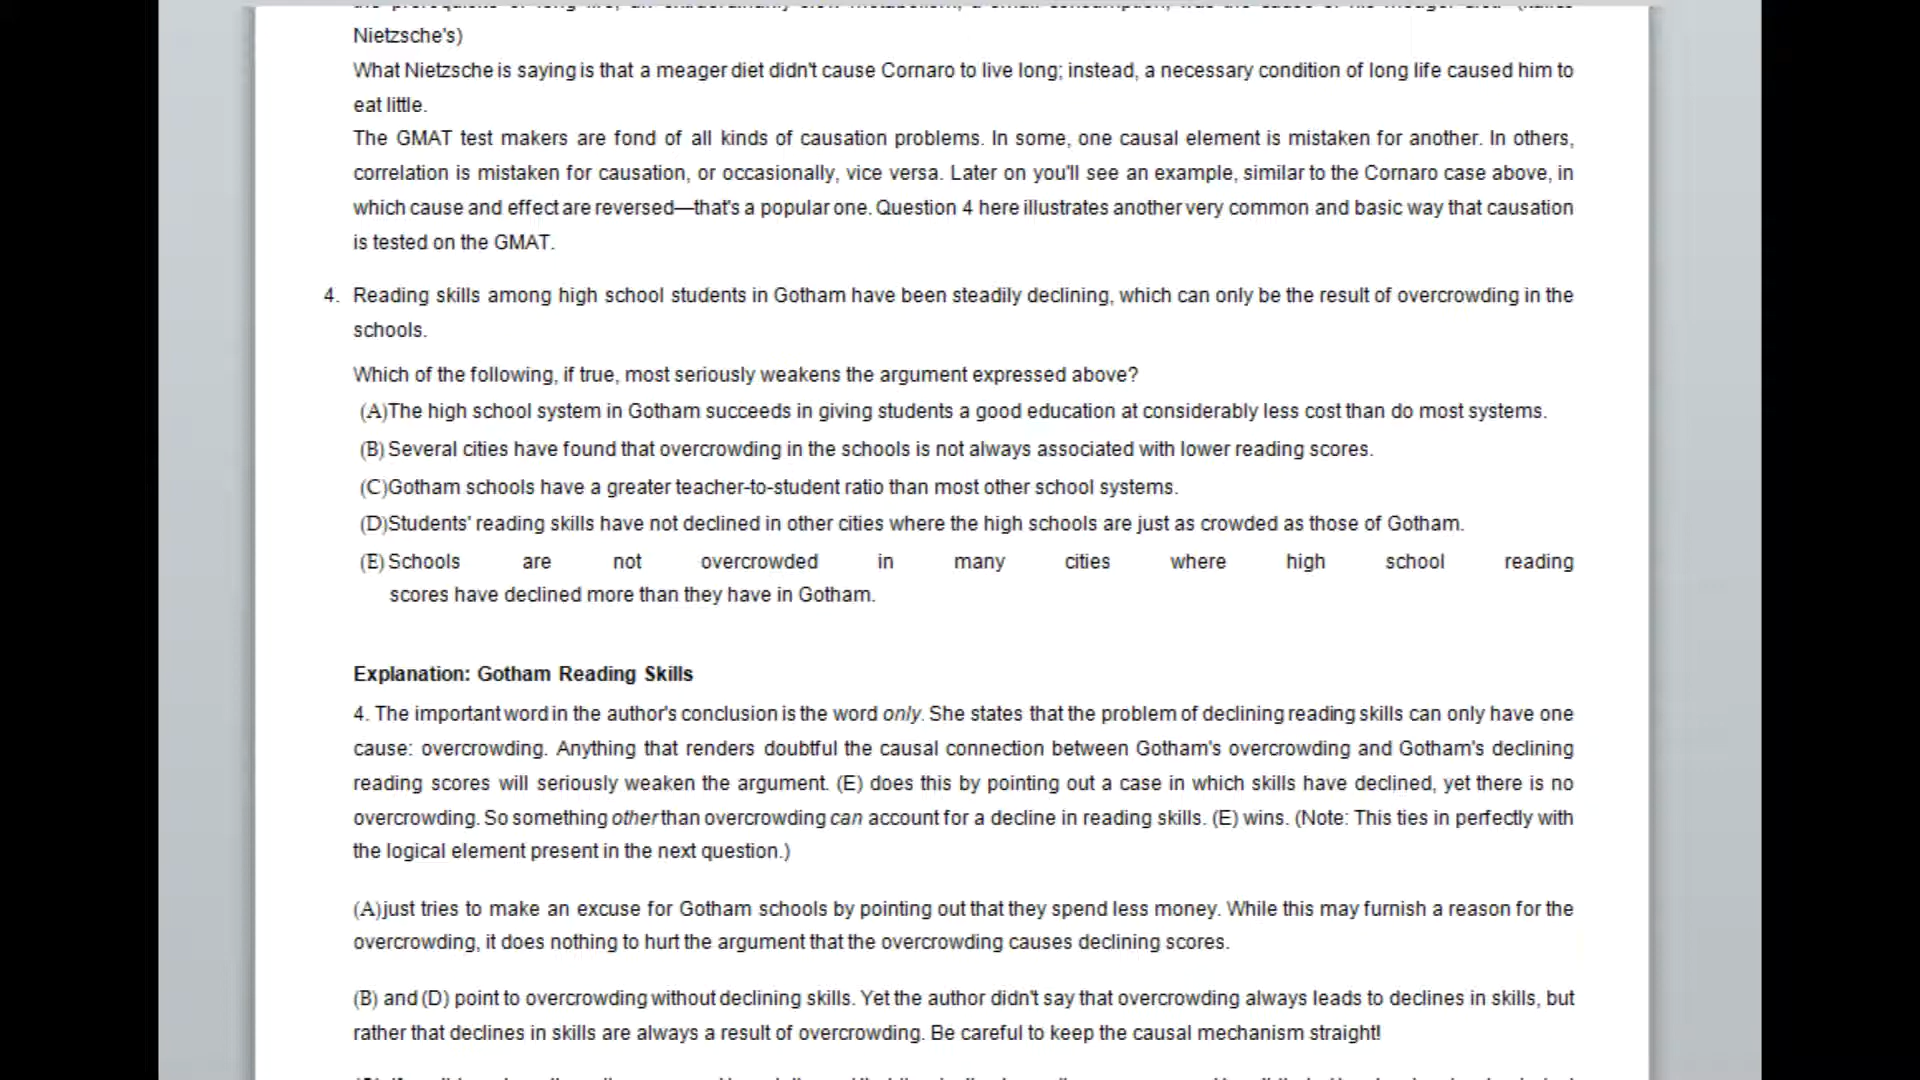 Nietzsche's)
What Nietzsche is saying is that a meager diet didn't cause Cornaro to live long; instead, a necessary condition of long life caused him to
eat little.
The GMAT test makers are fond of all kinds of causation problems. In some, one causal element is mistaken for another. In others,
correlation is mistaken for causation, or occasionally, vice versa. Later on you'll see an example, similar to the Cornaro case above, in
which cause and effect are reversed—that's a popular one. Question 4 here illustrates another very common and basic way that causation
is tested on the GMAT.
4. Reading skills among high school students in Gotham have been steadily declining, which can only be the result of overcrowding in the
schools.
Which of the following, if true, most seriously weakens the argument expressed above?
(A)The high school system in Gotham succeeds in giving students a good education at considerably less cost than do most systems.
(B) Several cities have found that overcrowding in the schools is not always associated with lower reading scores.
(C)Gotham schools have a greater teacher-to-student ratio than most other school systems.
(D)Students' reading skills have not declined in other cities where the high schools are just as crowded as those of Gotham.
(E) Schools are not overcrowded in many cities where high school reading
scores have declined more than they have in Gotham.
Explanation: Gotham Reading Skills
4. The important word in the author's conclusion is the word only. She states that the problem of declining reading skills can only have one
cause: overcrowding. Anything that renders doubtful the causal connection between Gotham's overcrowding and Gotham's declining
reading scores will seriously weaken the argument. (E) does this by pointing out a case in which skills have declined, yet there is no
overcrowding. So something other than overcrowding can account for a decline in reading skills. (E) wins. (Note: This ties in perfectly with
the logical element present in the next question.)
(A)just tries to make an excuse for Gotham schools by pointing out that they spend less money. While this may furnish a reason for the
overcrowding, it does nothing to hurt the argument that the overcrowding causes declining scores.
(B) and (D) point to overcrowding without declining skills. Yet the author didn't say that overcrowding always leads to declines in skills, but
rather that declines in skills are always a result of overcrowding. Be careful to keep the causal mechanism straight!